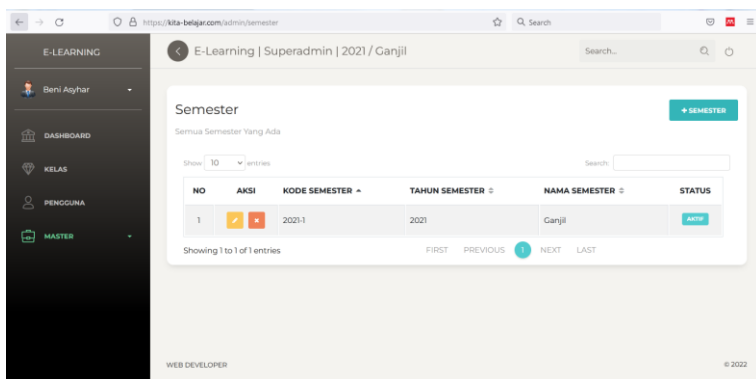 https://kita-belajar.com/admin/semester
Search
E-LEARNING
E-Learning | Superadmin | 2021 / Ganjil
Search...
Beni Asyhar
DASHBOARD
KELAS
PENGGUNA
MASTER
Semester
+ SEMESTER
Semua Semester Yang Ada
Show 10 entries
Search:
NO AKSI KODE SEMESTER TAHUN SEMESTER NAMA SEMESTER STATUS
1 2021-1 2021 Ganjil AKTIF
Showing 1 to 1 of 1 entries
FIRST PREVIOUS 1 NEXT LAST
WEB DEVELOPER
© 2022